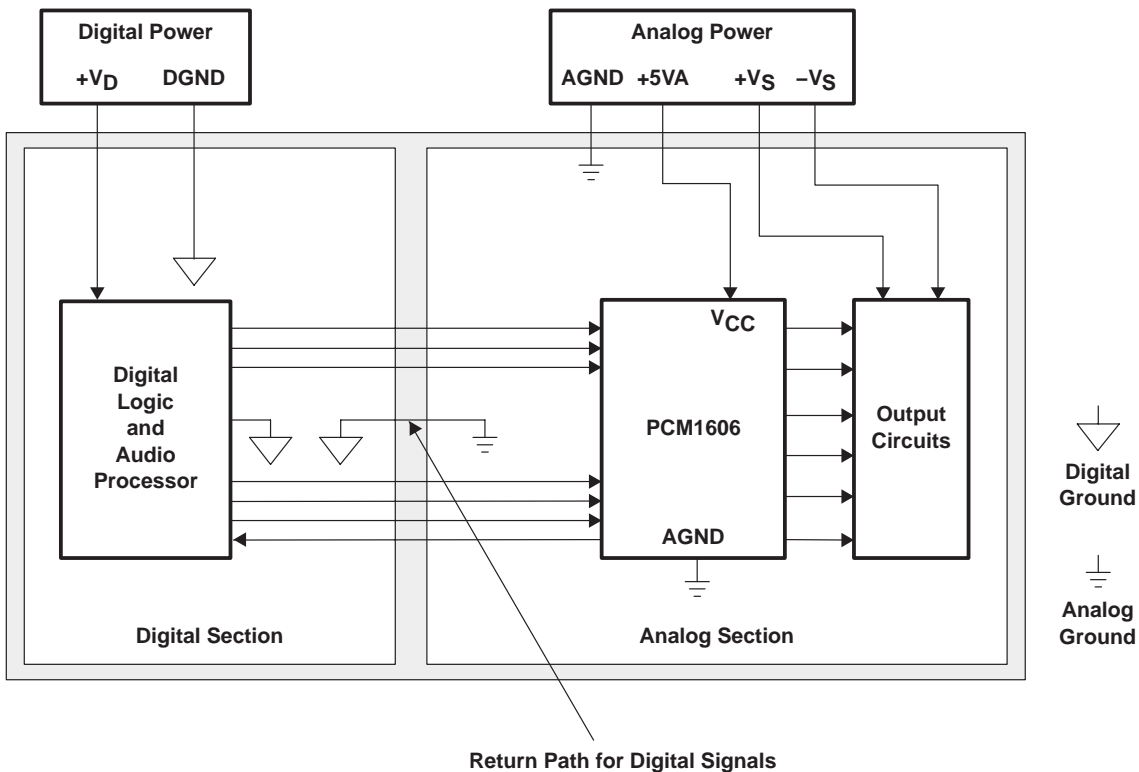 Digital Power
+VD DGND
Analog Power
AGND +5VA +VS –VS
VCC
Digital
Logic
and
Audio
Processor
PCM1606
AGND
Output
Circuits
Digital
Ground
Analog
Ground
Digital Section
Analog Section
Return Path for Digital Signals